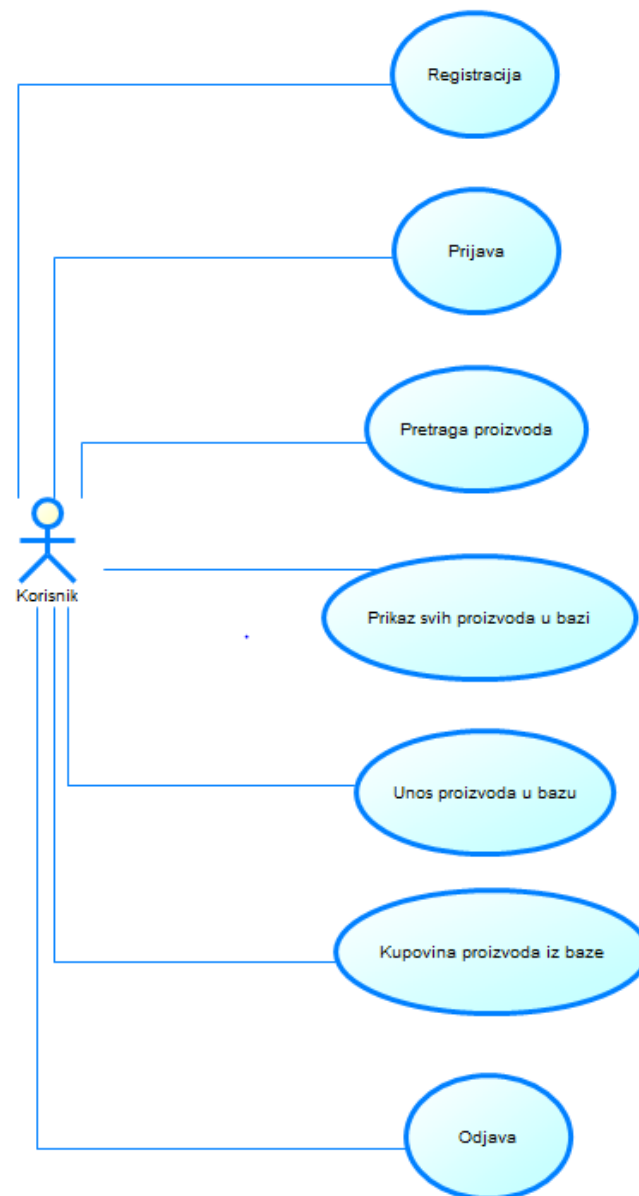 Registracija
Prijava
Pretraga proizvoda
Korisnik
Prikaz svih proizvoda u bazi
Unos proizvoda u bazu
Kupovina proizvoda iz baze
Odjava